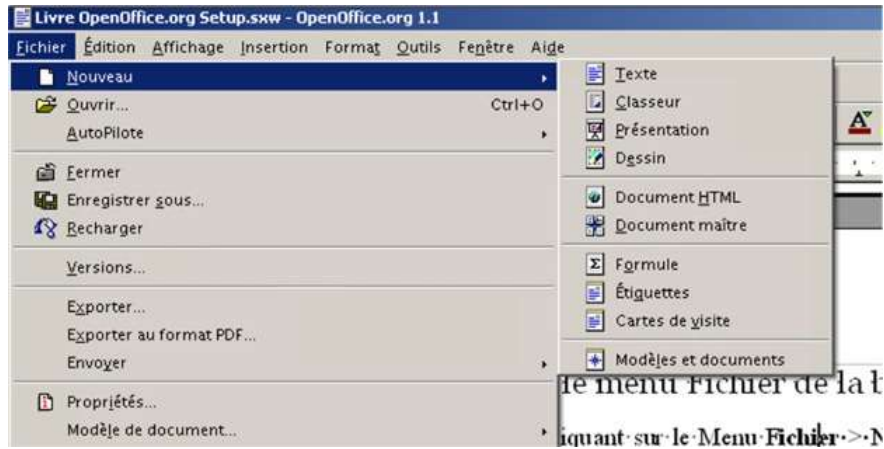 Livre OpenOffice.org Setup.sxw - OpenOffice.org 1.1
Fichier Édition Affichage Insertion Format Outils Fenêtre Aide
Nouveau
Ouvrir... Ctrl+O
AutoPilote
Fermer
Enregistrer sous...
Recharger
Versions...
Exporter...
Exporter au format PDF...
Envoyer
Propriétés...
Modèle de document...
Texte
Classeur
Présentation
Dessin
Document HTML
Document maître
Formule
Étiquettes
Cartes de visite
Modèles et documents
le menu Fichier de la b
iquant·sur·le·Menu·Fichier·>·N